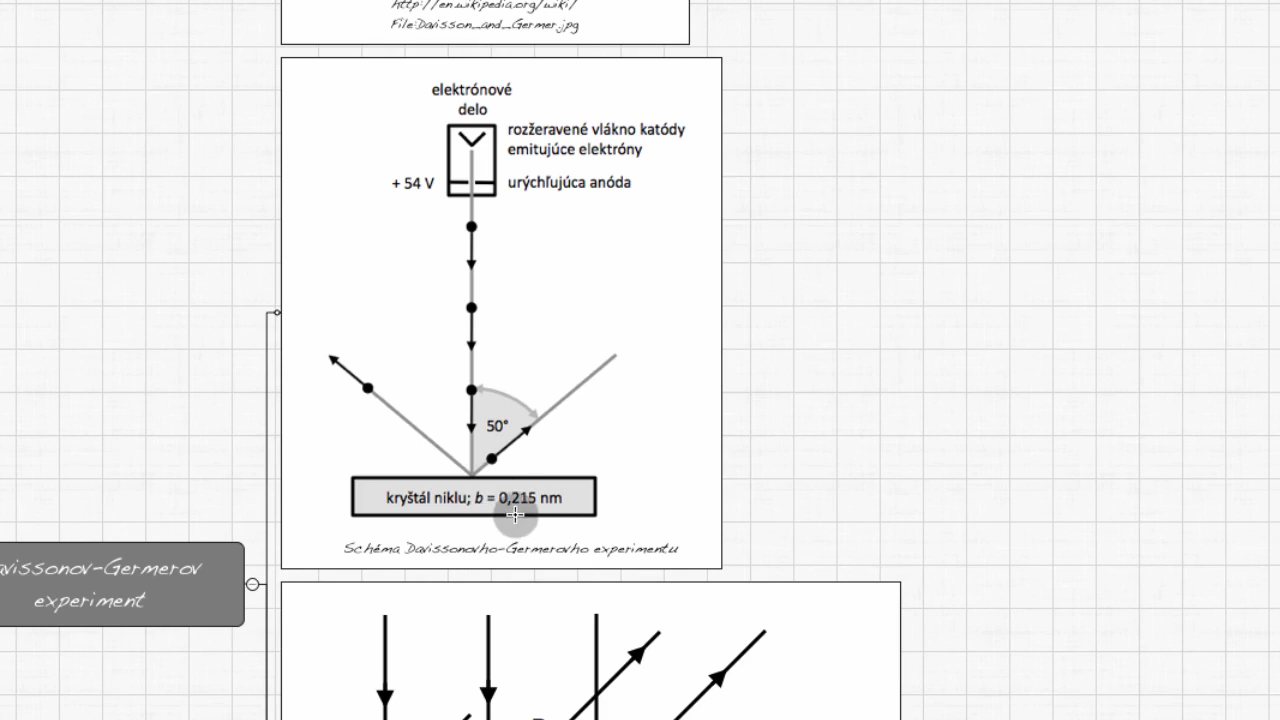 http://en.wikipedia.org/wiki/
File:Davisson_and_Germer.jpg
elektrónové
delo
rozžeravené vlákno katódy
emitujúce elektróny
+ 54 V
urýchľujúca anóda
50°
kryštál niklu; b = 0,215 nm
Schéma Davissonovho-Germerovho experimentu
avissonov-Germerov
experiment